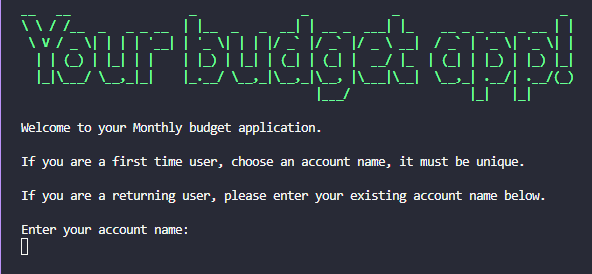 Your budget app!
Welcome to your Monthly budget application.
If you are a first time user, choose an account name, it must be unique.
If you are a returning user, please enter your existing account name below.
Enter your account name: